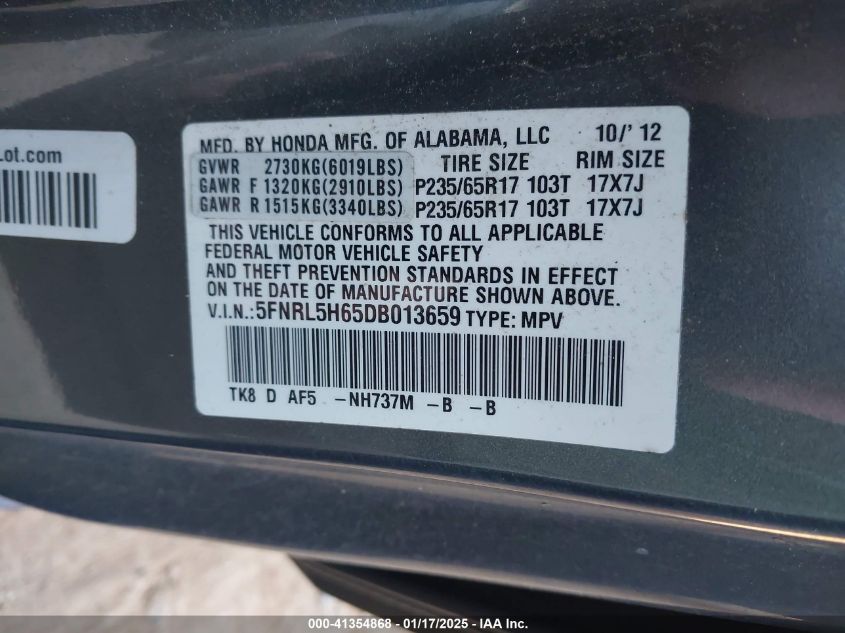 Lot.com
MFD. BY HONDA MFG. OF ALABAMA, LLC 10/'12
GVWR 2730KG(6019LBS) TIRE SIZE RIM SIZE
GAWR F 1320KG(2910LBS) P235/65R17 103T 17X7J
GAWR R 1515KG(3340LBS) P235/65R17 103T 17X7J
THIS VEHICLE CONFORMS TO ALL APPLICABLE
FEDERAL MOTOR VEHICLE SAFETY
AND THEFT PREVENTION STANDARDS IN EFFECT
ON THE DATE OF MANUFACTURE SHOWN ABOVE.
V.I.N.:5FNRL5H65DB013659 TYPE: MPV
TK8 D AF5 -NH737M -B -B
000-41354868 - 01/17/2025 - IAA Inc.